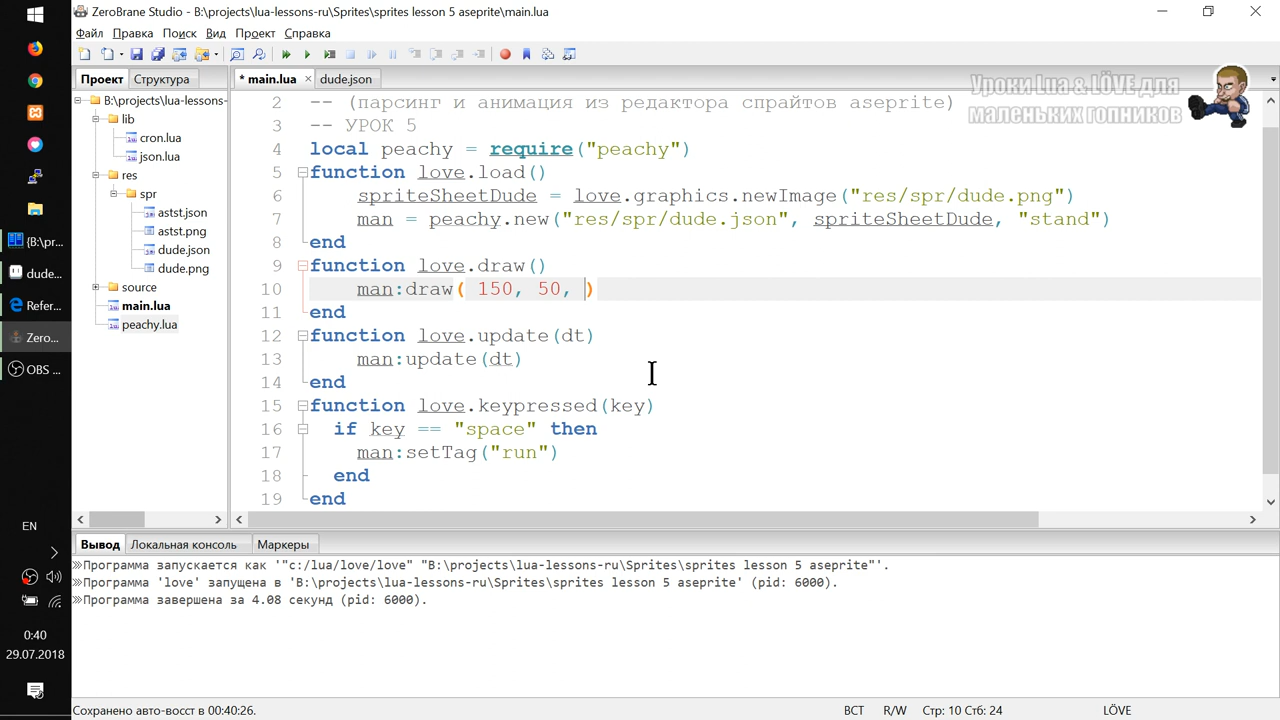 ZeroBrane Studio - B:\projects\lua-lessons-ru\Sprites\sprites lesson 5 aseprite\main.lua
Файл Правка Поиск Вид Проект Справка
Проект Структура
* main.lua × dude.json
B:\projects\lua-lessons-
lib
cron.lua
json.lua
res
spr
astst.json
astst.png
dude.json
dude.png
source
main.lua
peachy.lua
Уроки Lua & LÖVE для
маленьких гопников
2 -- (парсинг и анимация из редактора спрайтов aseprite)
3 -- УРОК 5
4 local peachy = require("peachy")
5 function love.load()
6 spriteSheetDude = love.graphics.newImage("res/spr/dude.png")
7 man = peachy.new("res/spr/dude.json", spriteSheetDude, "stand")
8 end
9 function love.draw()
10 man:draw( 150, 50, )
11 end
12 function love.update(dt)
13 man:update(dt)
14 end
15 function love.keypressed(key)
16 if key == "space" then
17 man:setTag("run")
18 end
19 end
{B:\pr...
dude...
Refer...
Zero...
OBS ...
EN
0:40
29.07.2018
Вывод Локальная консоль Маркеры
»Программа запускается как '"c:/lua/love/love" "B:\projects\lua-lessons-ru\Sprites\sprites lesson 5 aseprite"'.
»Программа 'love' запущена в 'B:\projects\lua-lessons-ru\Sprites\sprites lesson 5 aseprite' (pid: 6000).
»Программа завершена за 4.08 секунд (pid: 6000).
Сохранено авто-восст в 00:40:26. ВСТ R/W Стр: 10 Стб: 24 LÖVE